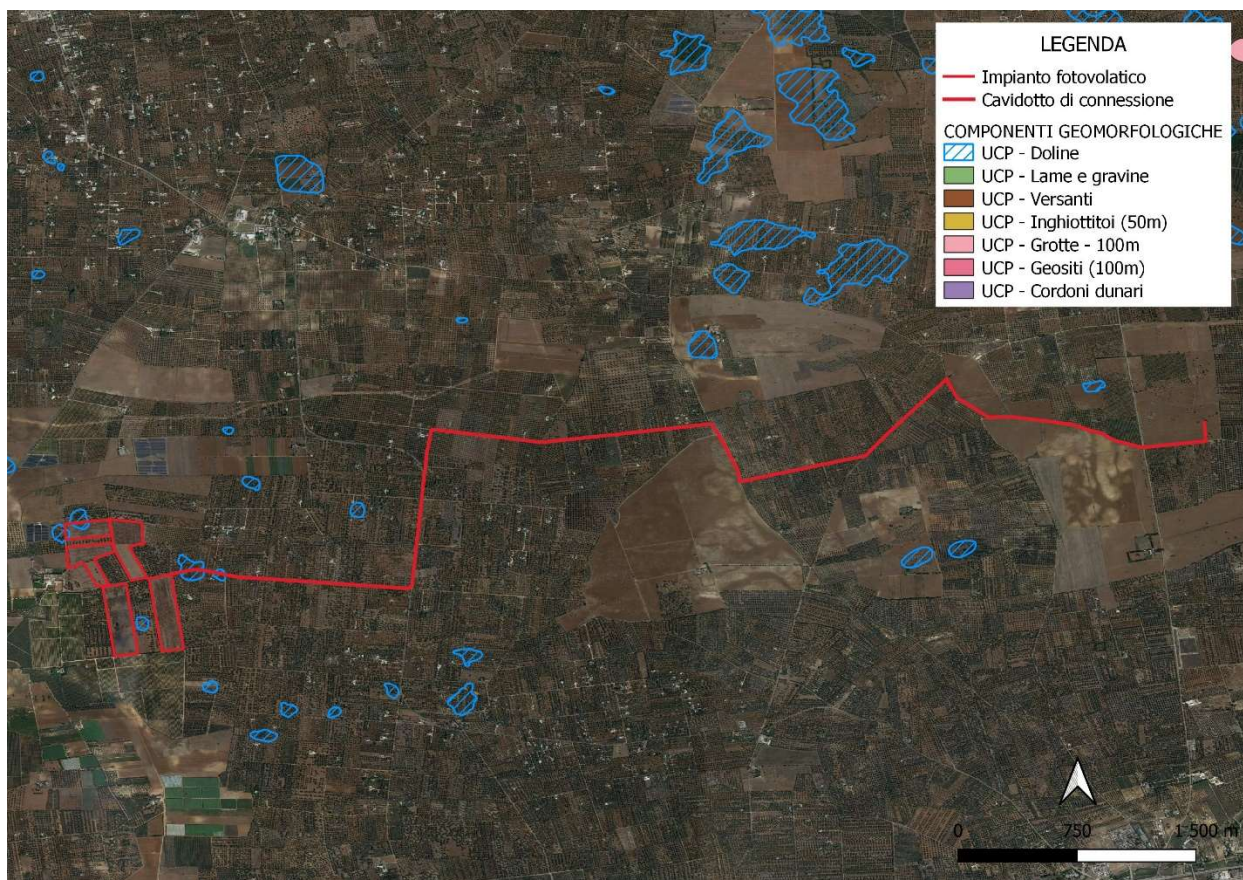 LEGENDA
Impianto fotovolatico
Cavidotto di connessione
COMPONENTI GEOMORFOLOGICHE
UCP - Doline
UCP - Lame e gravine
UCP - Versanti
UCP - Inghiottitoi (50m)
UCP - Grotte - 100m
UCP - Geositi (100m)
UCP - Cordoni dunari
0 750 1 500 m